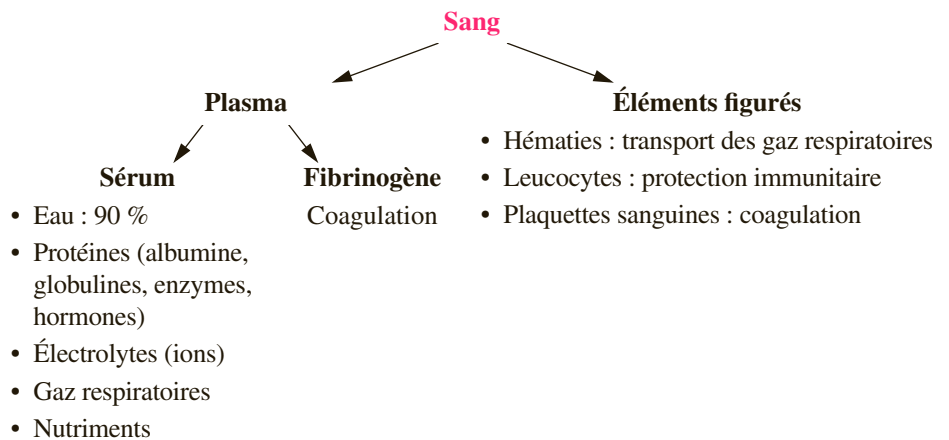 Sang
Plasma
Sérum
• Eau : 90 %
• Protéines (albumine,
globulines, enzymes,
hormones)
• Électrolytes (ions)
• Gaz respiratoires
• Nutriments
Fibrinogène
Coagulation
Éléments figurés
• Hématies : transport des gaz respiratoires
• Leucocytes : protection immunitaire
• Plaquettes sanguines : coagulation